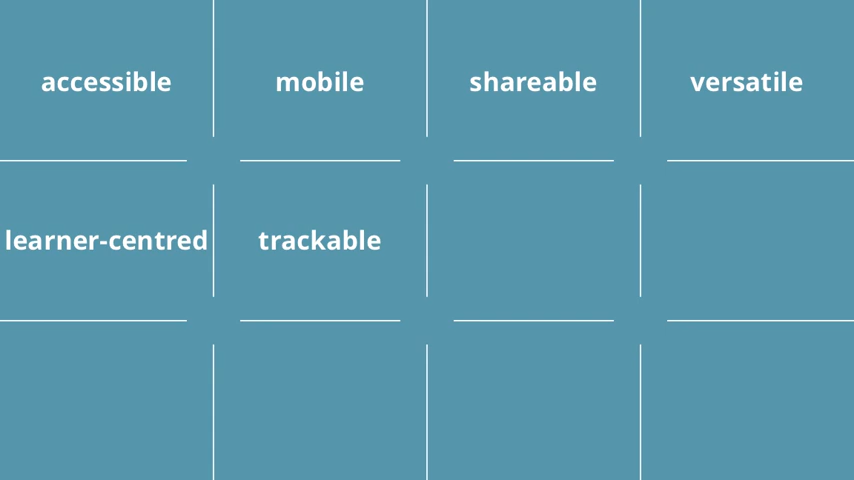 accessible
mobile
shareable
versatile
learner-centred
trackable